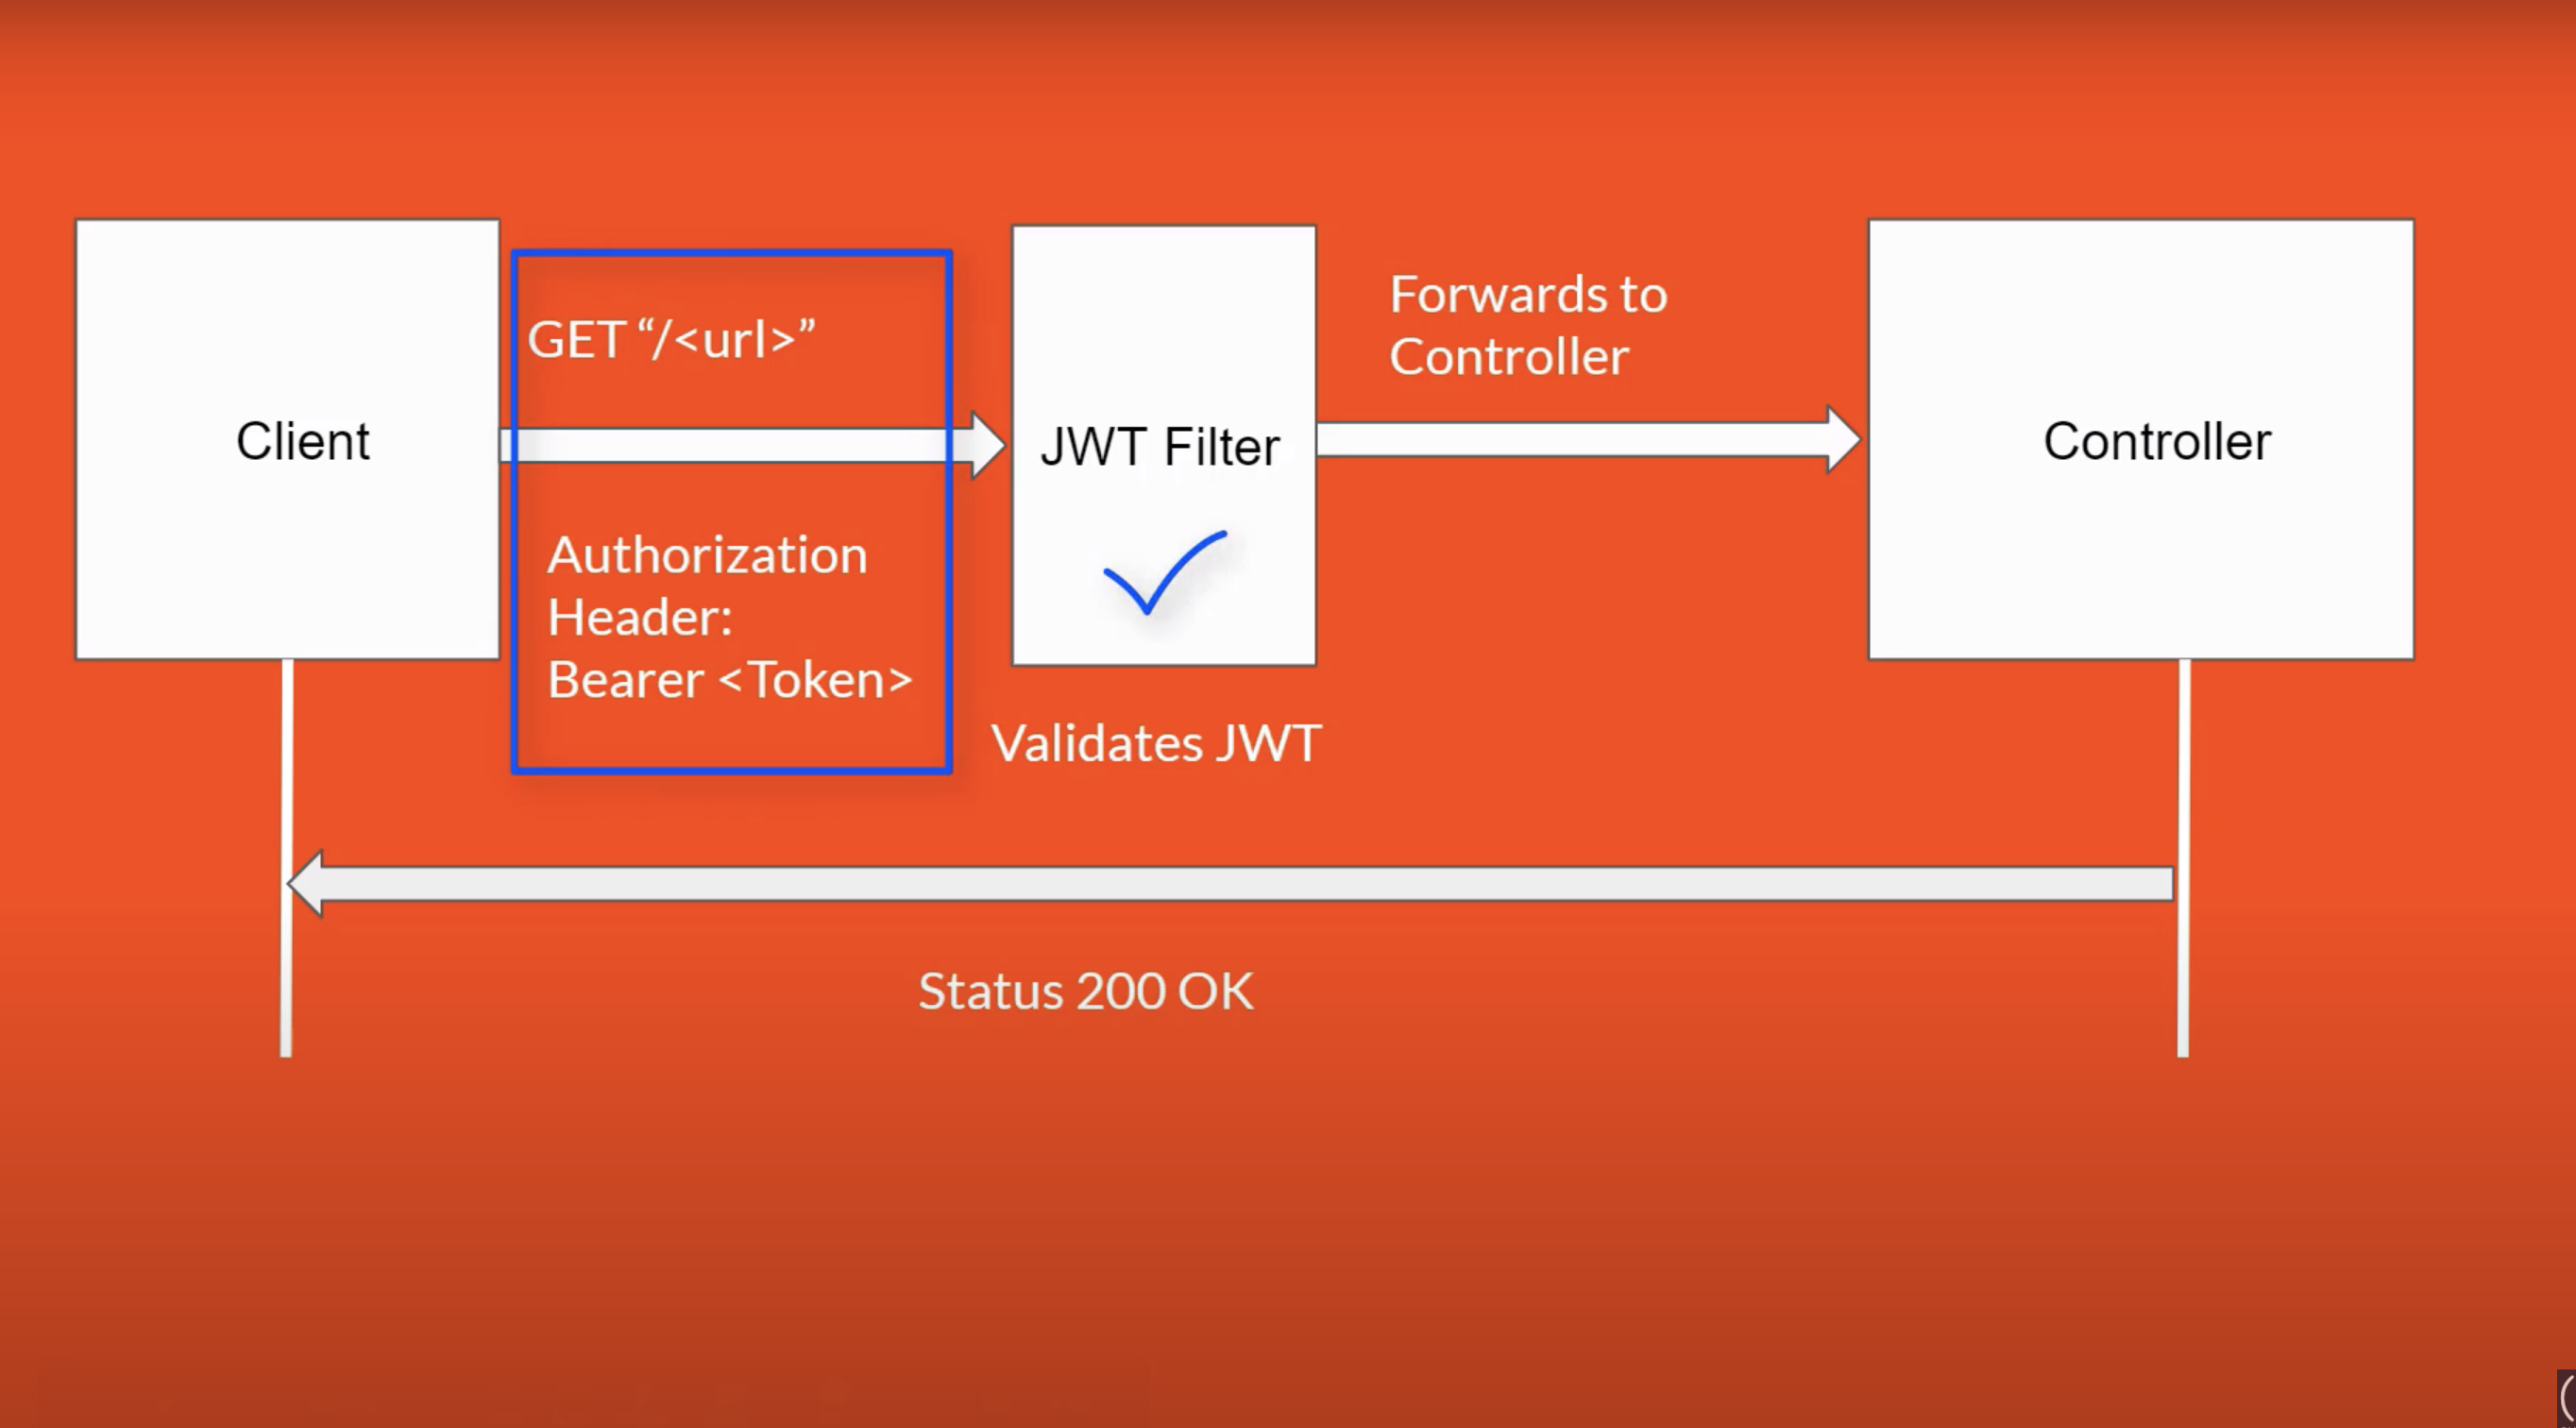 Client
GET “/<url>”
Authorization
Header:
Bearer <Token>
JWT Filter
Validates JWT
Forwards to
Controller
Controller
Status 200 OK